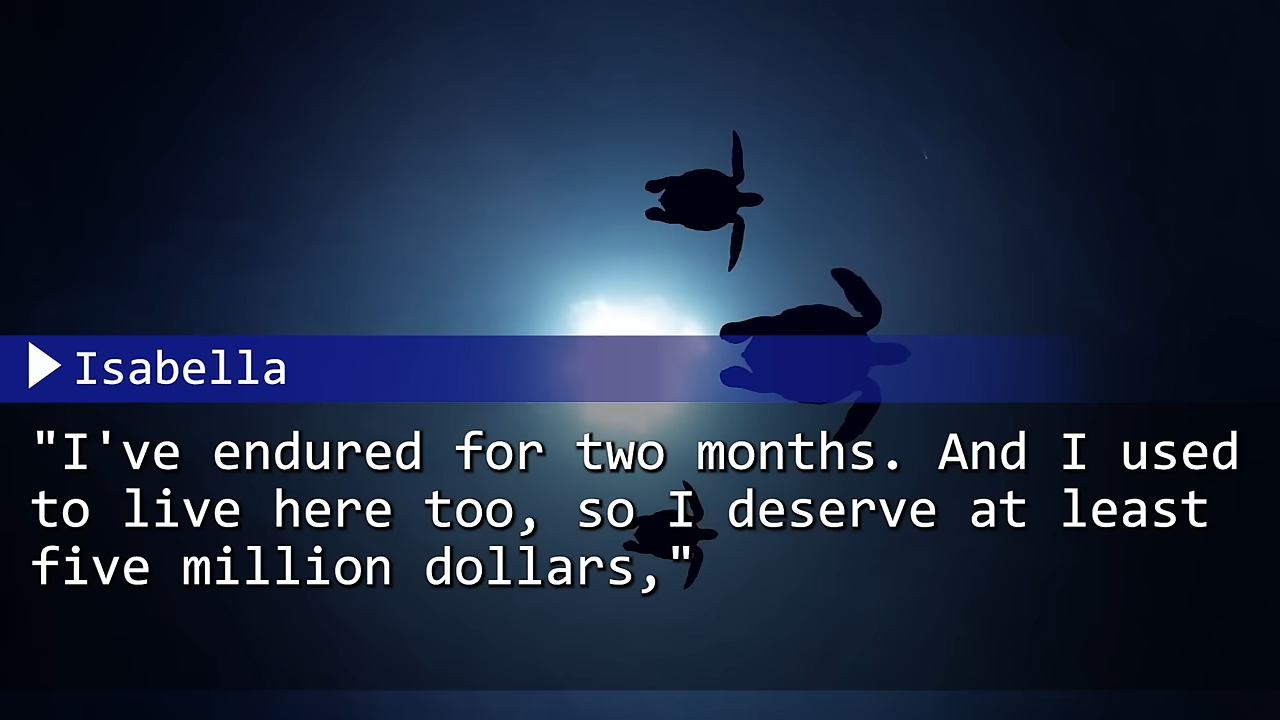 Isabella
"I've endured for two months. And I used
to live here too, so I deserve at least
five million dollars,"